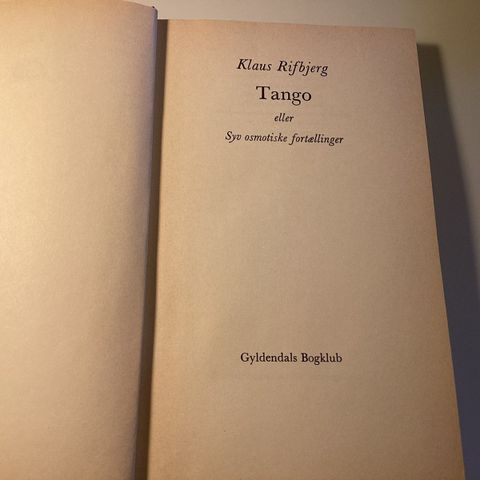 Klaus Rifbjerg
Tango
eller
Syv osmotiske fortællinger
Gyldendals Bogklub